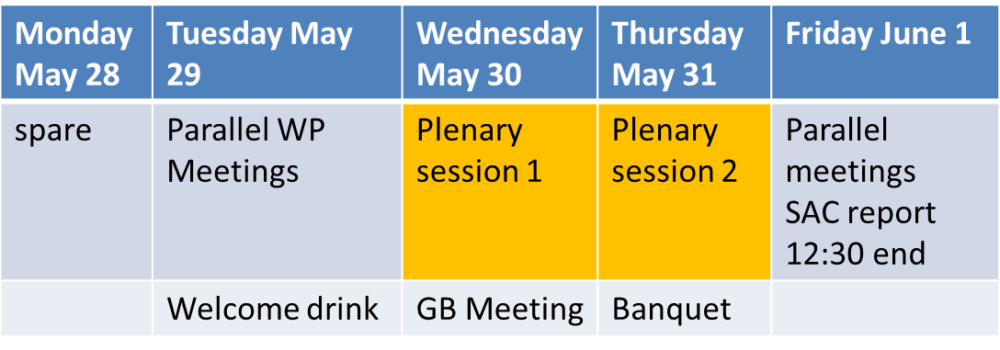 Monday
May 28
Tuesday May
29
Wednesday
May 30
Thursday
May 31
Friday June 1
spare
Parallel WP
Meetings
Plenary
session 1
Plenary
session 2
Parallel
meetings
SAC report
12:30 end
Welcome drink
GB Meeting
Banquet